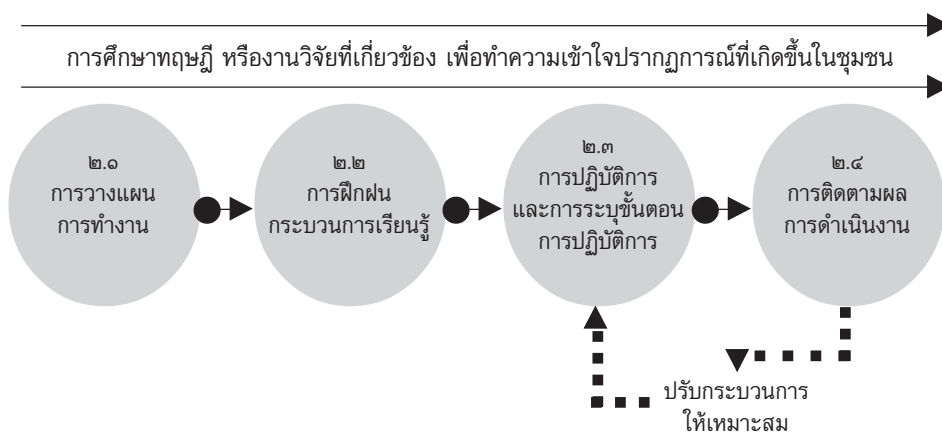 การศึกษาทฤษฎี หรืองานวิจัยที่เกี่ยวข้อง เพื่อทำความเข้าใจปรากฏการณ์ที่เกิดขึ้นในชุมชน
๒.๑
การวางแผน
การทำงาน
๒.๒
การฝึกฝน
กระบวนการเรียนรู้
๒.๓
การปฏิบัติการ
และการระบุขั้นตอน
การปฏิบัติการ
๒.๔
การติดตามผล
การดำเนินงาน
ปรับกระบวนการ
ให้เหมาะสม